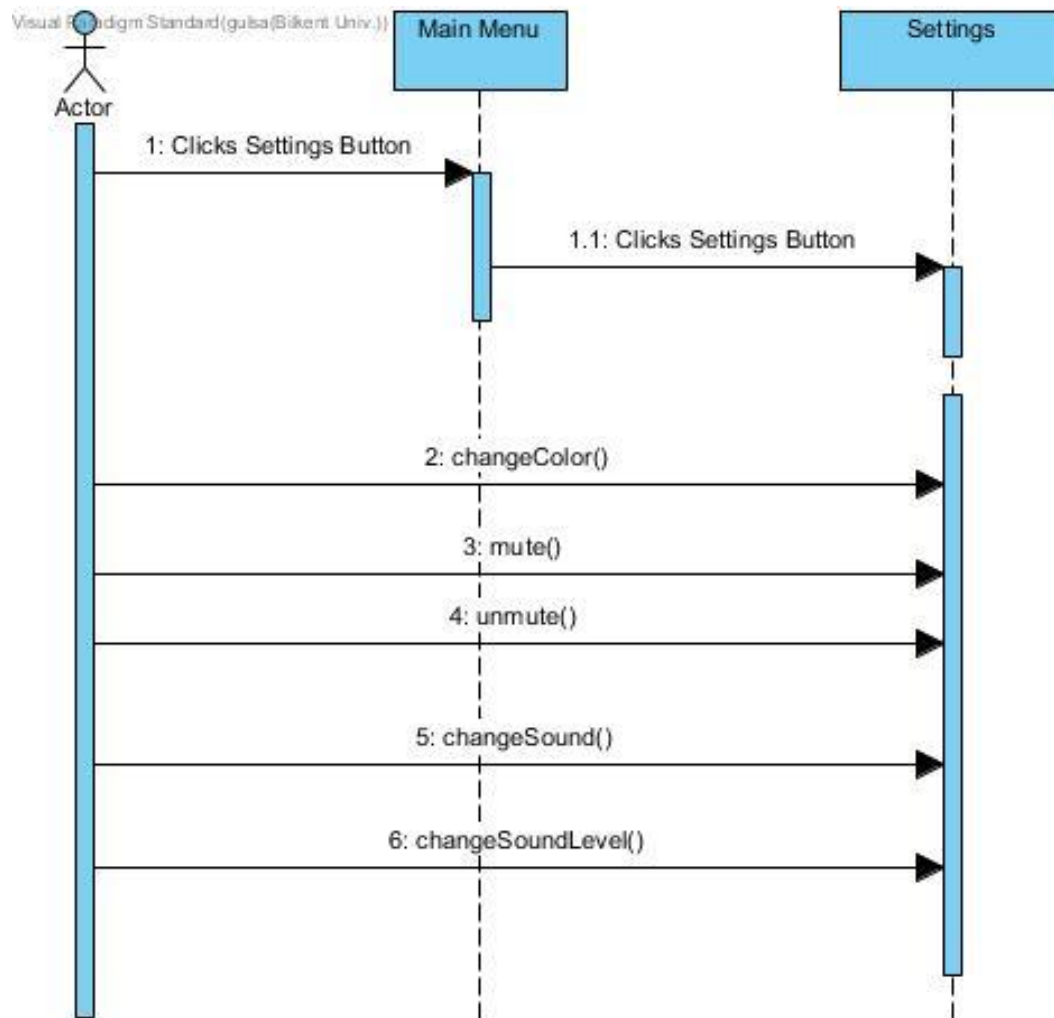 Visual Paradigm Standard(gulsa(Bilkent Univ.))
Main Menu
Settings
Actor
1: Clicks Settings Button
1.1: Clicks Settings Button
2: changeColor()
3: mute()
4: unmute()
5: changeSound()
6: changeSoundLevel()